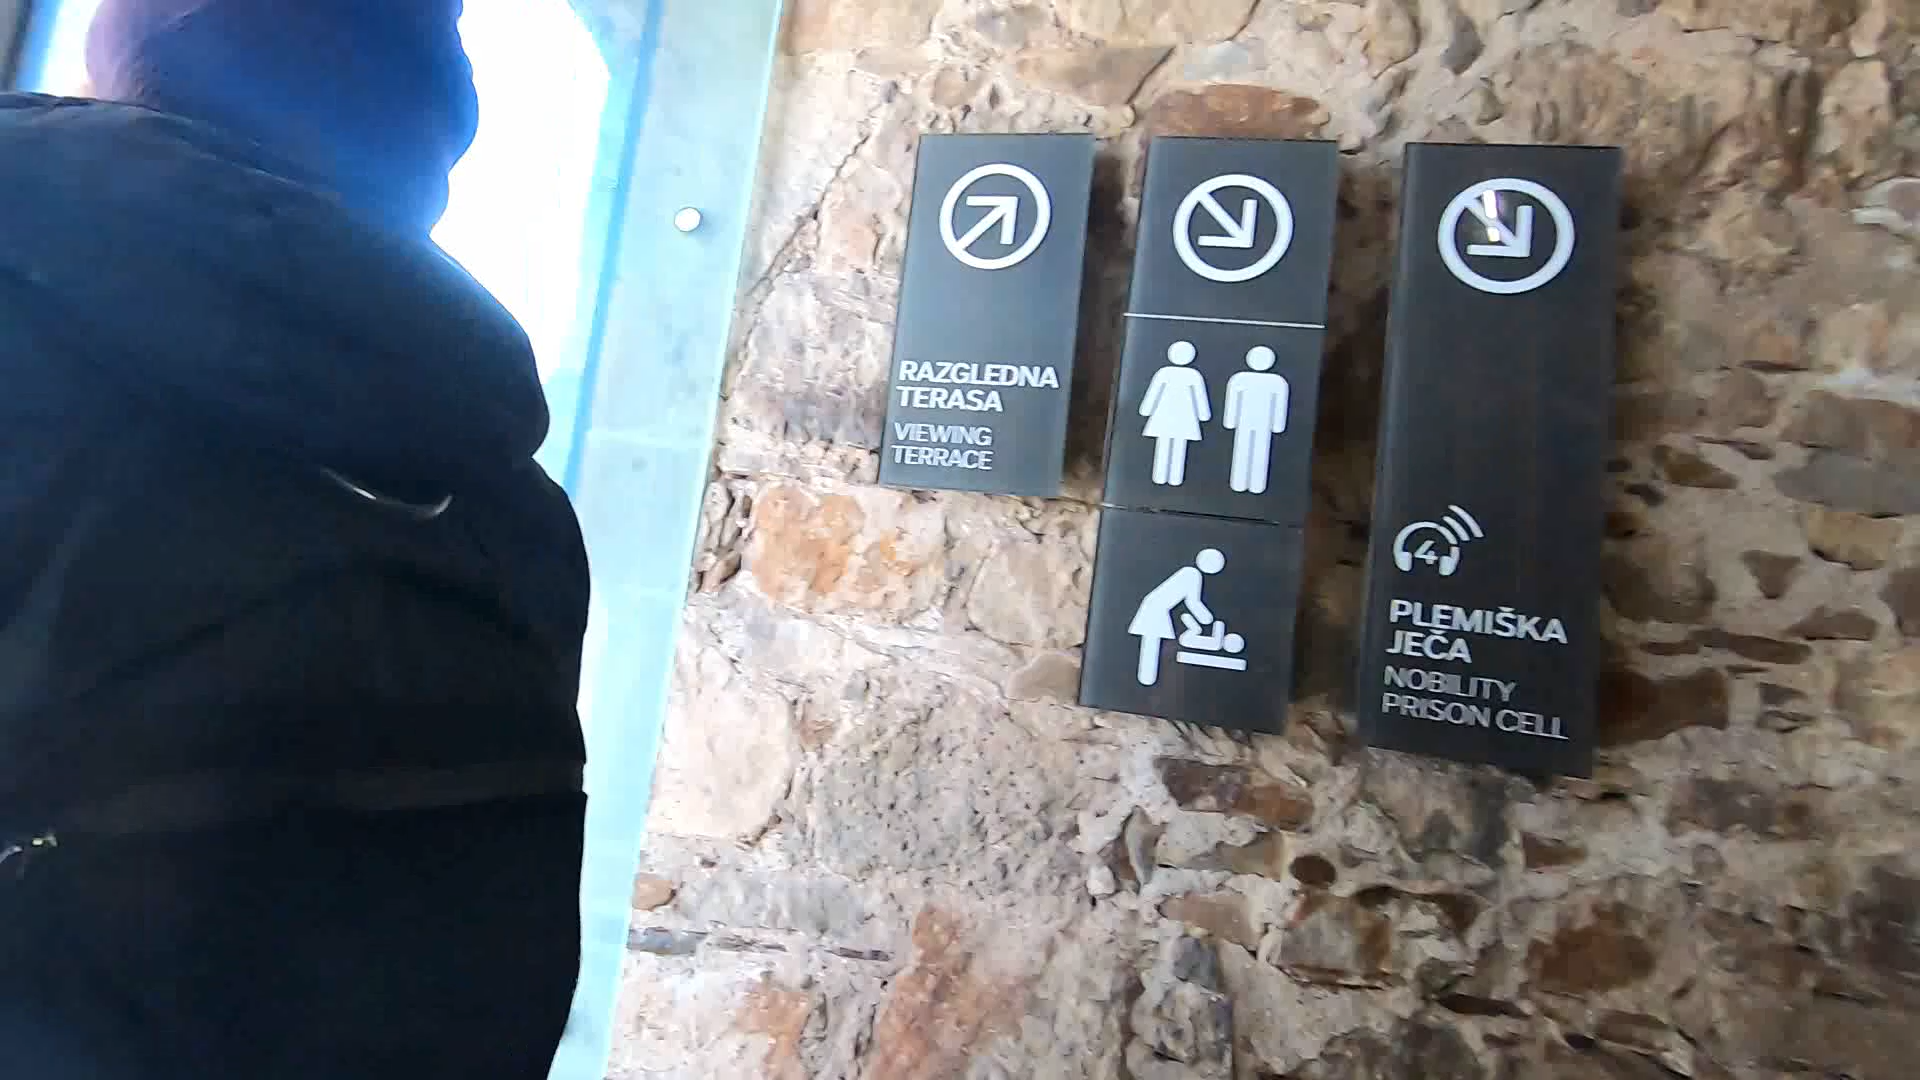 RAZGLEDNA
TERASA
VIEWING
TERRACE
4
PLEMIŠKA
JEČA
NOBILITY
PRISON CELL